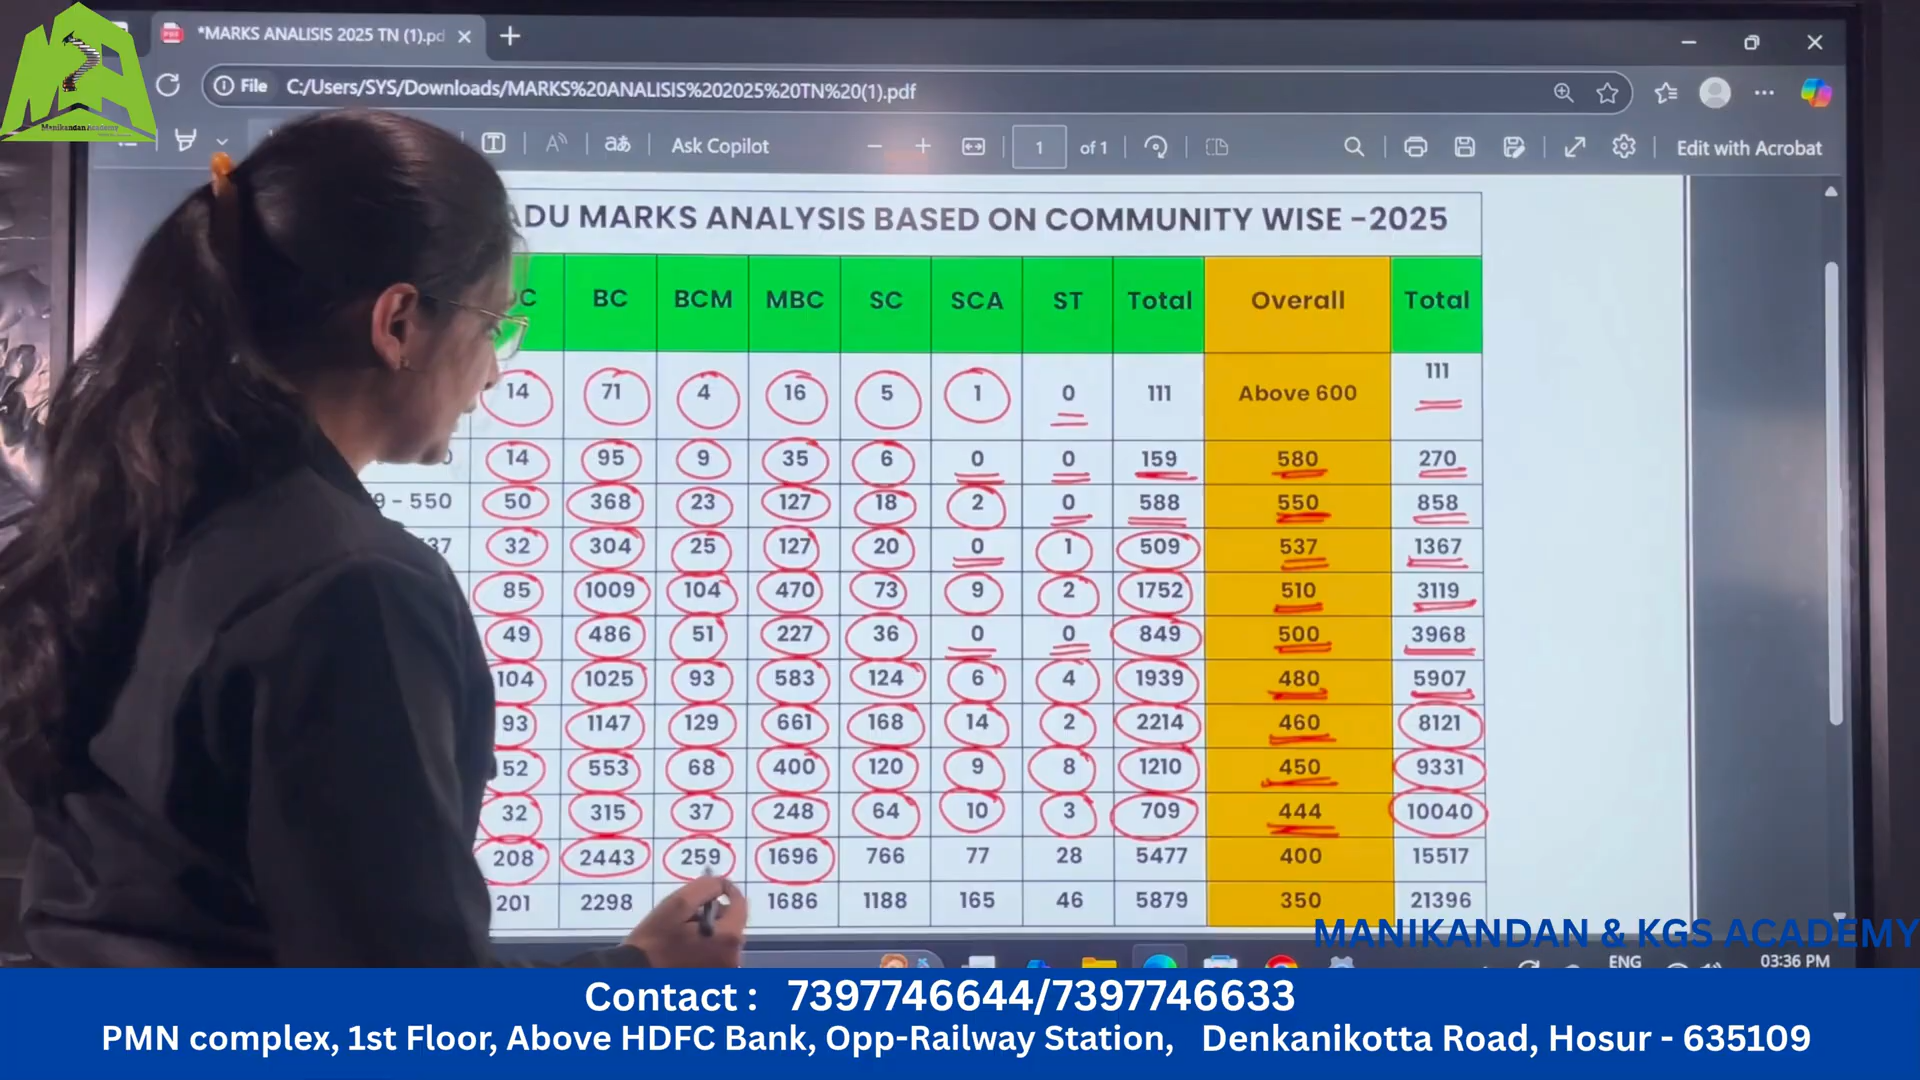 *MARKS ANALISIS 2025 TN (1).pd
File C:/Users/SYS/Downloads/MARKS%20ANALISIS%202025%20TN%20(1).pdf
Manikandan Academy
Ask Copilot 1 of 1 Edit with Acrobat
ADU MARKS ANALYSIS BASED ON COMMUNITY WISE -2025
C BC BCM MBC SC SCA ST Total Overall Total
14 71 4 16 5 1 0 111 Above 600 111
0 14 95 9 35 6 0 0 159 580 270
9 - 550 50 368 23 127 18 2 0 588 550 858
37 32 304 25 127 20 0 1 509 537 1367
85 1009 104 470 73 9 2 1752 510 3119
49 486 51 227 36 0 0 849 500 3968
104 1025 93 583 124 6 4 1939 480 5907
93 1147 129 661 168 14 2 2214 460 8121
52 553 68 400 120 9 8 1210 450 9331
32 315 37 248 64 10 3 709 444 10040
208 2443 259 1696 766 77 28 5477 400 15517
201 2298 1686 1188 165 46 5879 350 21396
MANIKANDAN & KGS ACADEMY
ENG 03:36 PM
Contact : 7397746644/7397746633
PMN complex, 1st Floor, Above HDFC Bank, Opp-Railway Station, Denkanikotta Road, Hosur - 635109